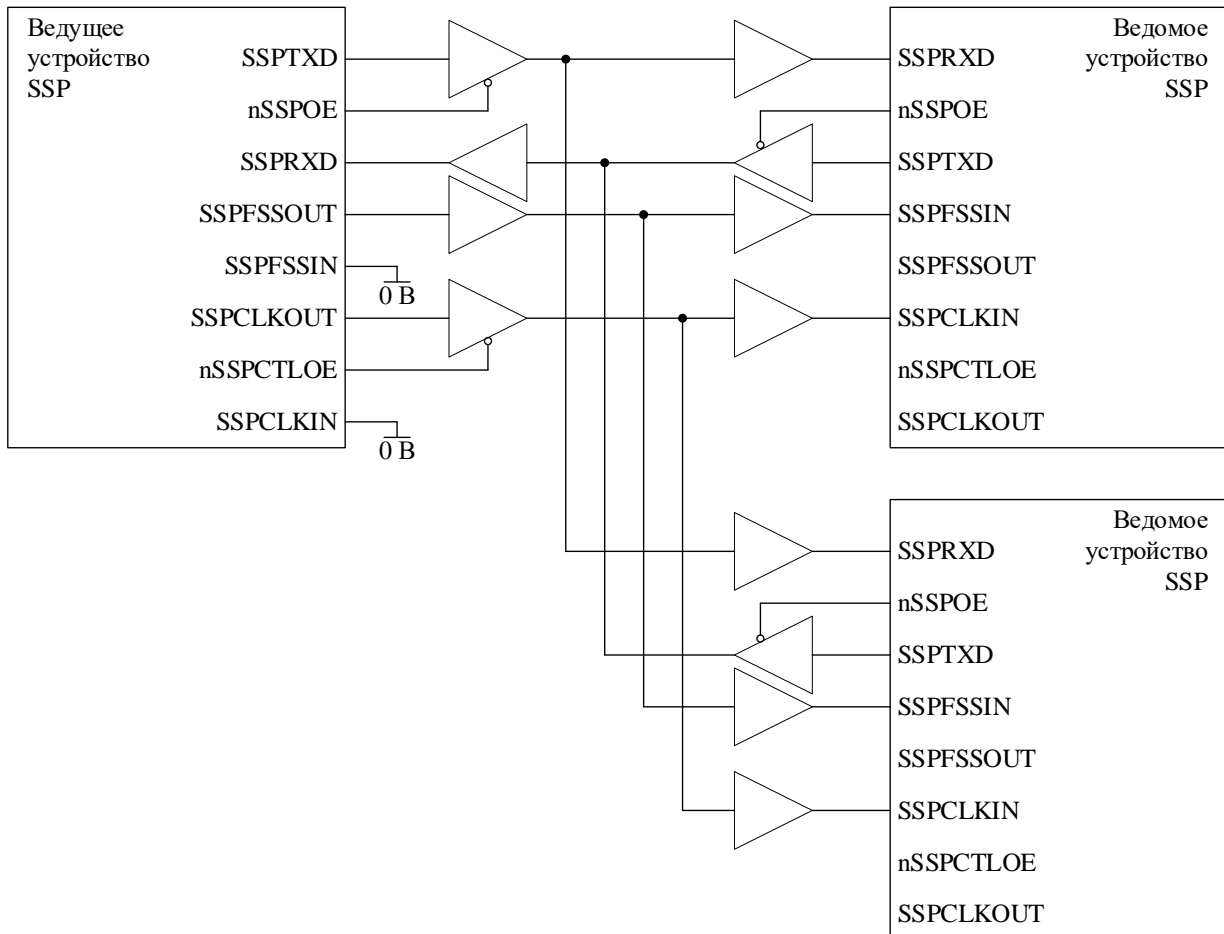 Ведущее
устройство
SSP
SSPTXD
nSSPOE
SSPRXD
SSPFSSOUT
SSPFSSIN
0 В
SSPCLKOUT
nSSPCTLOE
SSPCLKIN
0 В
Ведомое
устройство
SSP
SSPRXD
nSSPOE
SSPTXD
SSPFSSIN
SSPFSSOUT
SSPCLKIN
nSSPCTLOE
SSPCLKOUT
Ведомое
устройство
SSP
SSPRXD
nSSPOE
SSPTXD
SSPFSSIN
SSPFSSOUT
SSPCLKIN
nSSPCTLOE
SSPCLKOUT